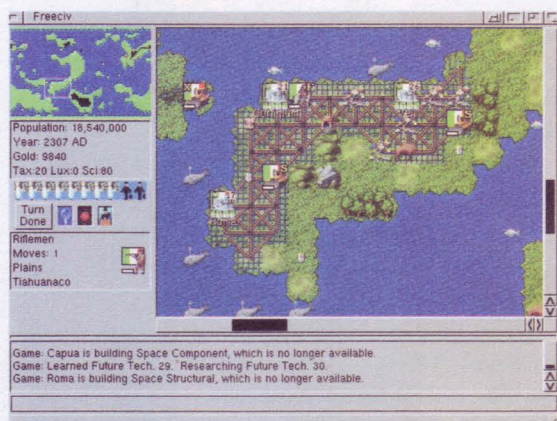 Freeciv
Population: 18,540,000
Year: 2307 AD
Gold: 9840
Tax:20 Lux:0 Sci:80
Turn
Done
Riflemen
Moves: 1
Plains
Tiahuanaco
Game: Capua is building Space Component, which is no longer available.
Game: Learned Future Tech. 29. Researching Future Tech. 30.
Game: Roma is building Space Structural, which is no longer available.